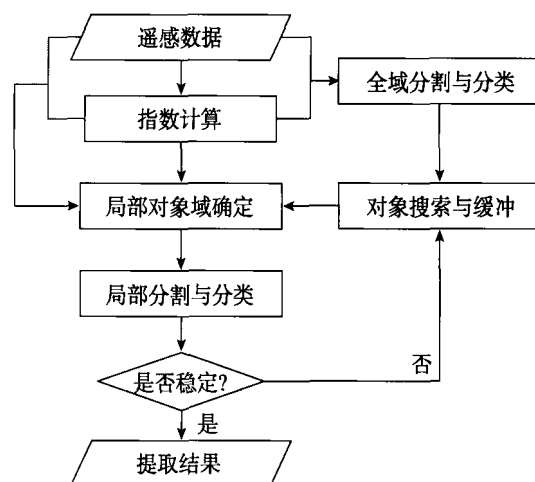 遥感数据
全域分割与分类
指数计算
局部对象域确定
对象搜索与缓冲
局部分割与分类
是否稳定?
否
是
提取结果